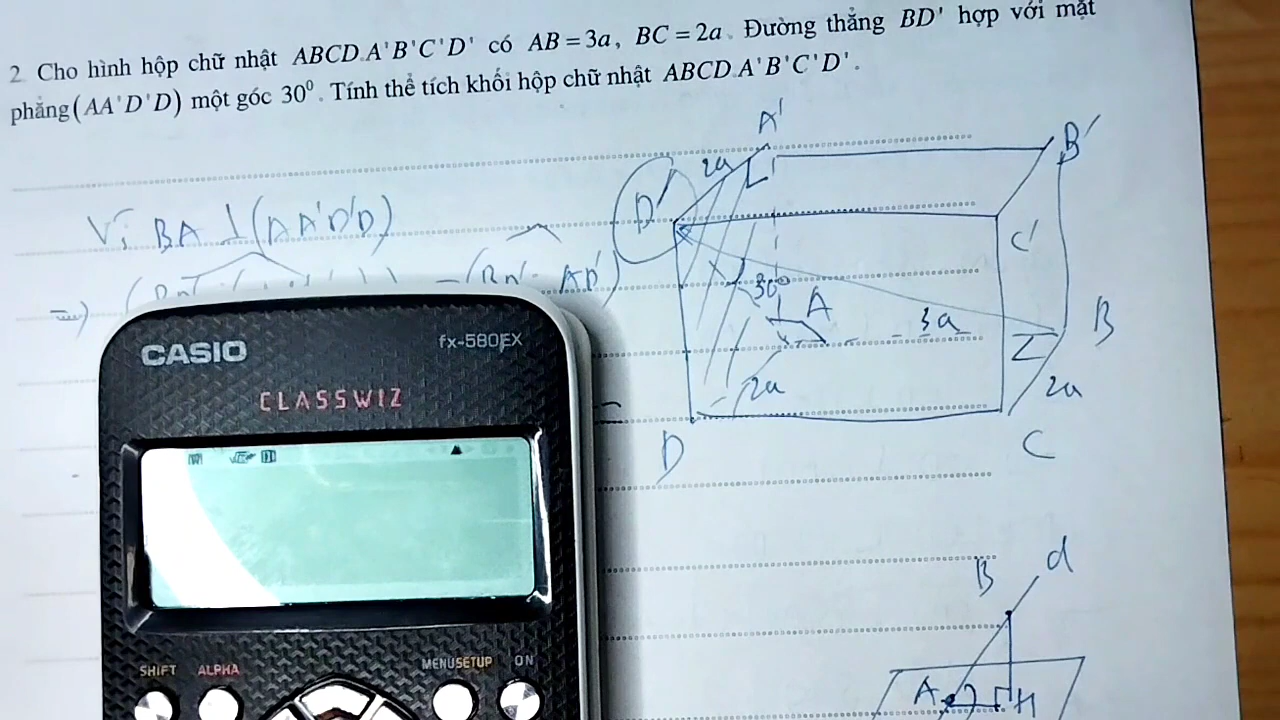 2 Cho hình hộp chữ nhật ABCD.A'B'C'D' có AB = 3a, BC = 2a. Đường thẳng BD' hợp với mặt
phẳng (AA'D'D) một góc 30⁰. Tính thể tích khối hộp chữ nhật ABCD.A'B'C'D'.
A'
B'
2a
D'
Vì BA ⊥ (AA'D'D)
C'
30°
A
3a
B
2a
2a
D
C
CASIO
fx-580EX
CLASSWIZ
B
d
SHIFT ALPHA MENU SETUP ON
A
H